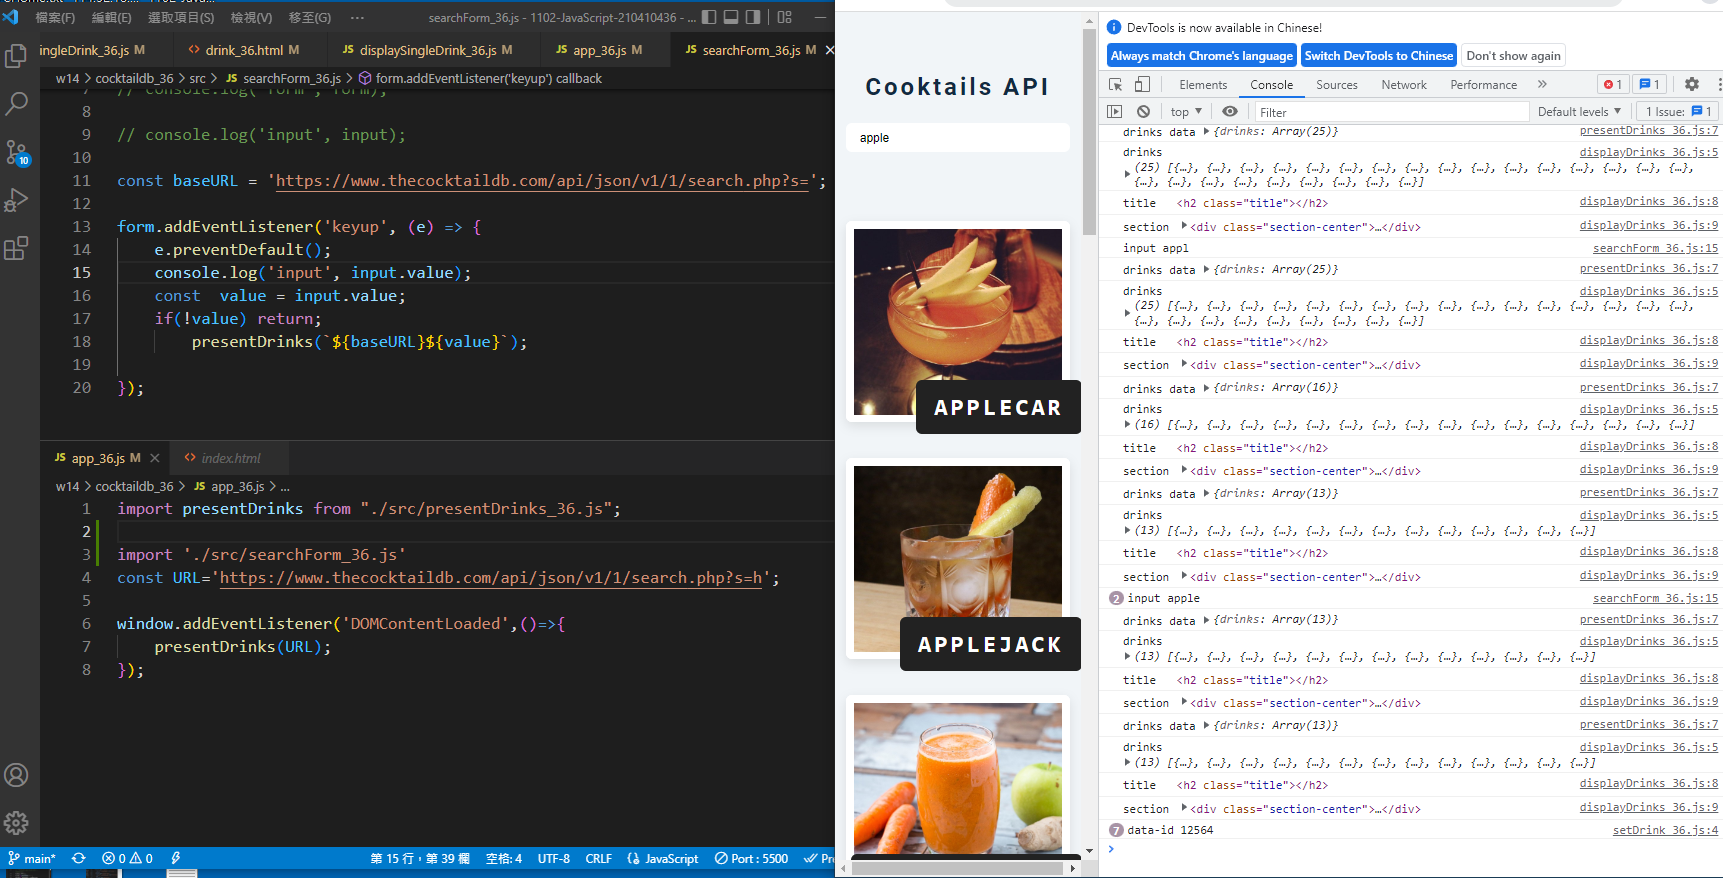 檔案(F) 編輯(E) 選取項目(S) 檢視(V) 移至(G) ··· searchForm_36.js - 1102-JavaScript-210410436 - ...
ingleDrink_36.js M drink_36.html M JS displaySingleDrink_36.js M JS app_36.js M JS searchForm_36.js M
w14 > cocktaildb_36 > src > JS searchForm_36.js > form.addEventListener('keyup') callback
7 // console.log('form', form);
8
9 // console.log('input', input);
10
11 const baseURL = 'https://www.thecocktaildb.com/api/json/v1/1/search.php?s=';
12
13 form.addEventListener('keyup', (e) => {
14 e.preventDefault();
15 console.log('input', input.value);
16 const  value = input.value;
17 if(!value) return;
18 presentDrinks(`${baseURL}${value}`);
19
20 });
JS app_36.js M index.html
w14 > cocktaildb_36 > JS app_36.js > ...
1 import presentDrinks from "./src/presentDrinks_36.js";
2
3 import './src/searchForm_36.js'
4 const URL='https://www.thecocktaildb.com/api/json/v1/1/search.php?s=h';
5
6 window.addEventListener('DOMContentLoaded',()=>{
7 presentDrinks(URL);
8 });
10
main* 0 0 第 15 行，第 39 欄 空格: 4 UTF-8 CRLF JavaScript Port : 5500
Cooktails API
apple
APPLECAR
APPLEJACK
DevTools is now available in Chinese!
Always match Chrome's language Switch DevTools to Chinese Don't show again
Elements Console Sources Network Performance » 1 1
top ▼ Filter Default levels ▼ 1 Issue: 1
drinks data ▶{drinks: Array(25)} presentDrinks_36.js:7
drinks displayDrinks_36.js:5
(25) [{…}, {…}, {…}, {…}, {…}, {…}, {…}, {…}, {…}, {…}, {…}, {…}, {…}, {…}, {…}, {…},
{…}, {…}, {…}, {…}, {…}, {…}, {…}, {…}, {…}]
title <h2 class="title"></h2> displayDrinks_36.js:8
section ▶<div class="section-center">…</div> displayDrinks_36.js:9
input appl searchForm_36.js:15
drinks data ▶{drinks: Array(25)} presentDrinks_36.js:7
drinks displayDrinks_36.js:5
(25) [{…}, {…}, {…}, {…}, {…}, {…}, {…}, {…}, {…}, {…}, {…}, {…}, {…}, {…}, {…}, {…},
{…}, {…}, {…}, {…}, {…}, {…}, {…}, {…}, {…}]
title <h2 class="title"></h2> displayDrinks_36.js:8
section ▶<div class="section-center">…</div> displayDrinks_36.js:9
drinks data ▶{drinks: Array(16)} presentDrinks_36.js:7
drinks displayDrinks_36.js:5
▶(16) [{…}, {…}, {…}, {…}, {…}, {…}, {…}, {…}, {…}, {…}, {…}, {…}, {…}, {…}, {…}, {…}]
title <h2 class="title"></h2> displayDrinks_36.js:8
section ▶<div class="section-center">…</div> displayDrinks_36.js:9
drinks data ▶{drinks: Array(13)} presentDrinks_36.js:7
drinks displayDrinks_36.js:5
▶(13) [{…}, {…}, {…}, {…}, {…}, {…}, {…}, {…}, {…}, {…}, {…}, {…}, {…}]
title <h2 class="title"></h2> displayDrinks_36.js:8
section ▶<div class="section-center">…</div> displayDrinks_36.js:9
2 input apple searchForm_36.js:15
drinks data ▶{drinks: Array(13)} presentDrinks_36.js:7
drinks displayDrinks_36.js:5
▶(13) [{…}, {…}, {…}, {…}, {…}, {…}, {…}, {…}, {…}, {…}, {…}, {…}, {…}]
title <h2 class="title"></h2> displayDrinks_36.js:8
section ▶<div class="section-center">…</div> displayDrinks_36.js:9
drinks data ▶{drinks: Array(13)} presentDrinks_36.js:7
drinks displayDrinks_36.js:5
▶(13) [{…}, {…}, {…}, {…}, {…}, {…}, {…}, {…}, {…}, {…}, {…}, {…}, {…}]
title <h2 class="title"></h2> displayDrinks_36.js:8
section ▶<div class="section-center">…</div> displayDrinks_36.js:9
7 data-id 12564 setDrink_36.js:4